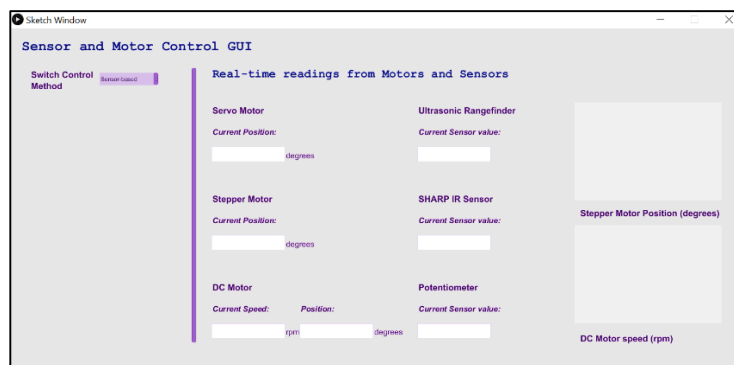 Sketch Window
Sensor and Motor Control GUI
Switch Control
Method
Sensor-based
Real-time readings from Motors and Sensors
Servo Motor
Current Position:
degrees
Ultrasonic Rangefinder
Current Sensor value:
Stepper Motor
Current Position:
degrees
SHARP IR Sensor
Current Sensor value:
Stepper Motor Position (degrees)
DC Motor
Current Speed: Position:
rpm degrees
Potentiometer
Current Sensor value:
DC Motor speed (rpm)